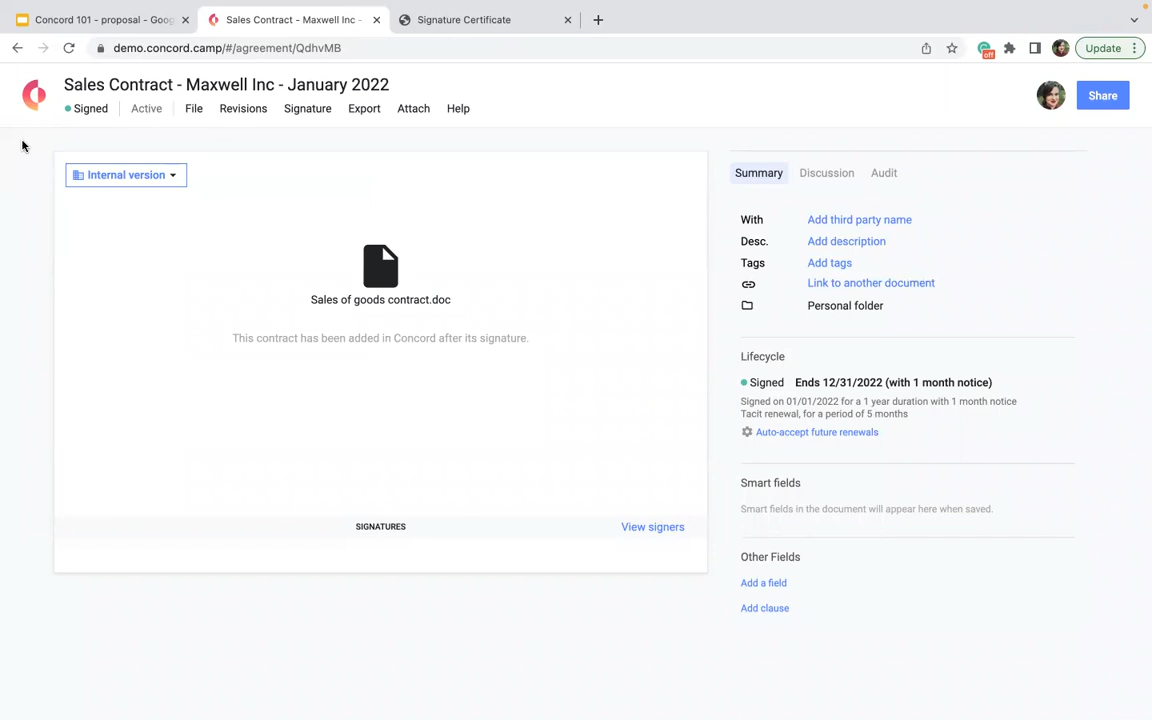 Concord 101 - proposal - Goog
Sales Contract - Maxwell Inc -
Signature Certificate
demo.concord.camp/#/agreement/QdhvMB
off
Update
Sales Contract - Maxwell Inc - January 2022
Signed Active File Revisions Signature Export Attach Help
Share
Internal version
Sales of goods contract.doc
This contract has been added in Concord after its signature.
SIGNATURES
View signers
Summary Discussion Audit
With Add third party name
Desc. Add description
Tags Add tags
Link to another document
Personal folder
Lifecycle
Signed Ends 12/31/2022 (with 1 month notice)
Signed on 01/01/2022 for a 1 year duration with 1 month notice
Tacit renewal, for a period of 5 months
Auto-accept future renewals
Smart fields
Smart fields in the document will appear here when saved.
Other Fields
Add a field
Add clause